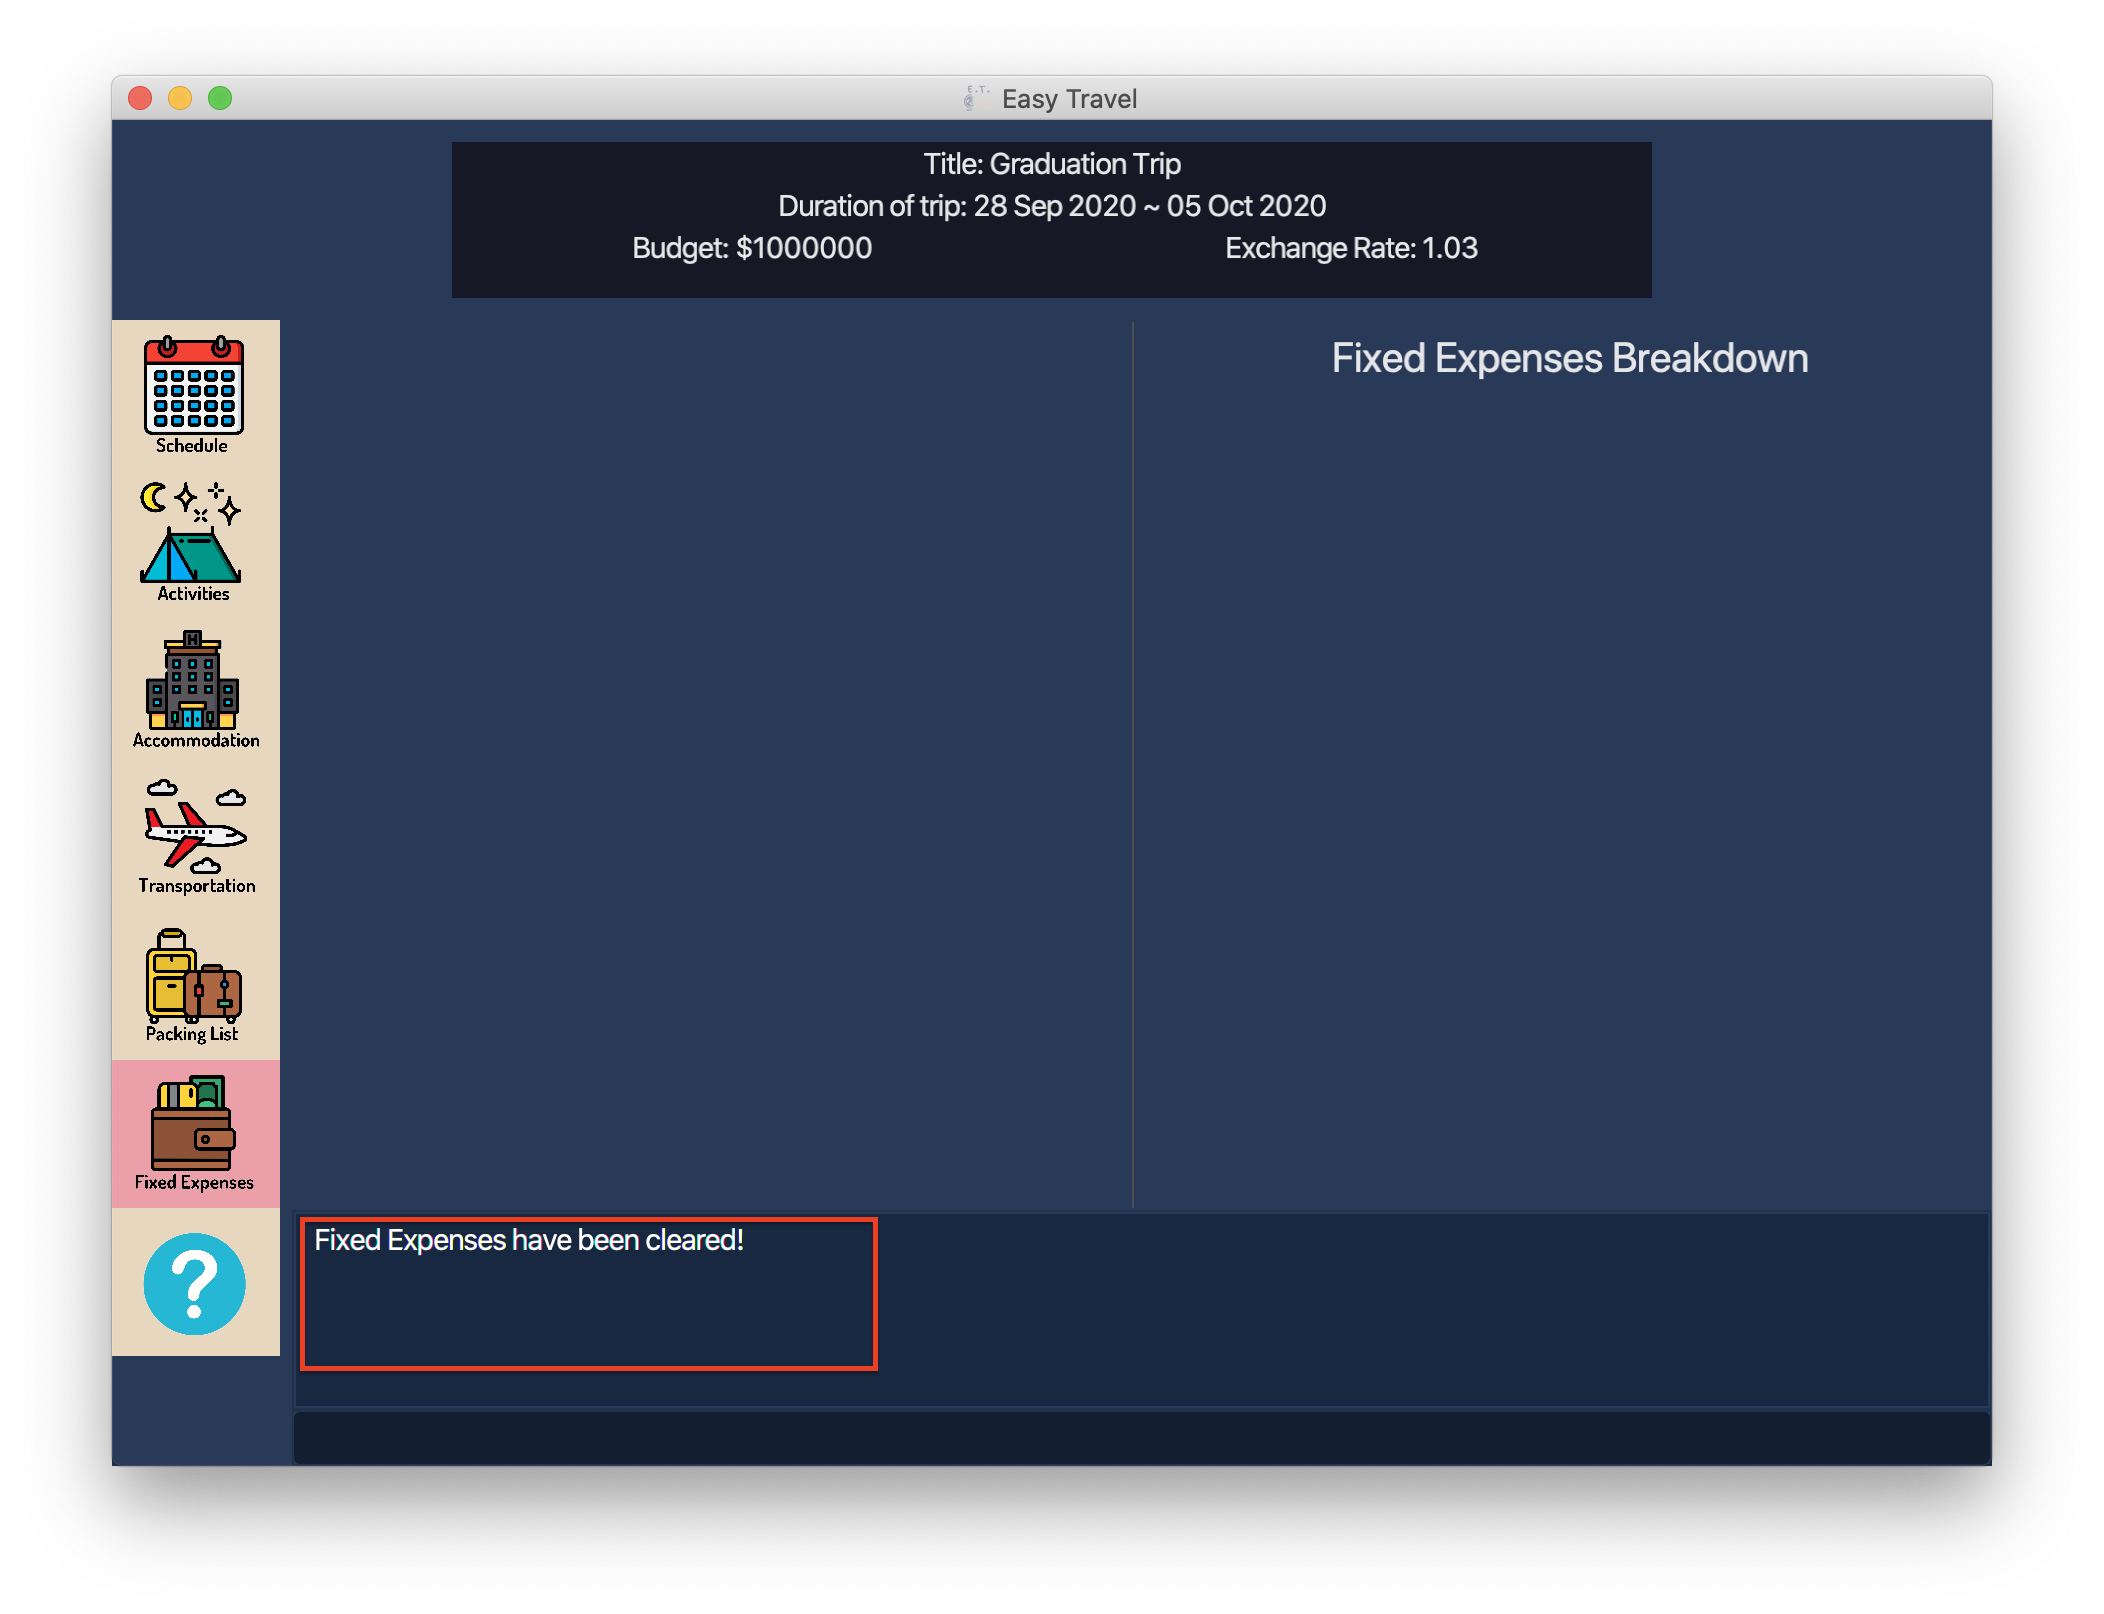 E.T.
Easy Travel
Title: Graduation Trip
Duration of trip: 28 Sep 2020 ~ 05 Oct 2020
Budget: $1000000
Exchange Rate: 1.03
Schedule
Activities
H
Accommodation
Transportation
Packing List
Fixed Expenses
?
Fixed Expenses Breakdown
Fixed Expenses have been cleared!